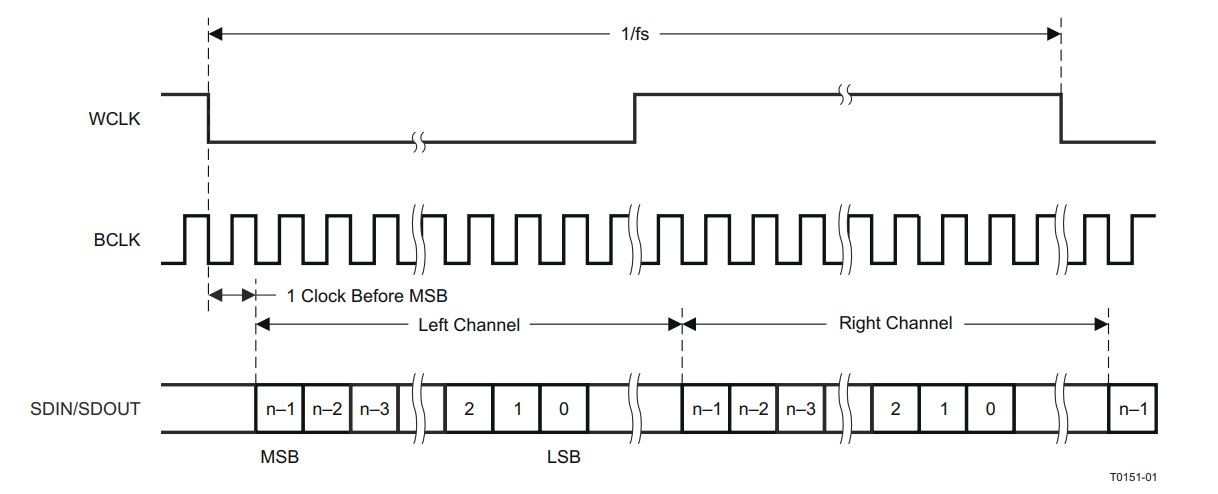 1/fs
WCLK
BCLK
1 Clock Before MSB
Left Channel
Right Channel
SDIN/SDOUT
n–1 n–2 n–3 2 1 0 n–1 n–2 n–3 2 1 0 n–1
MSB LSB
T0151-01